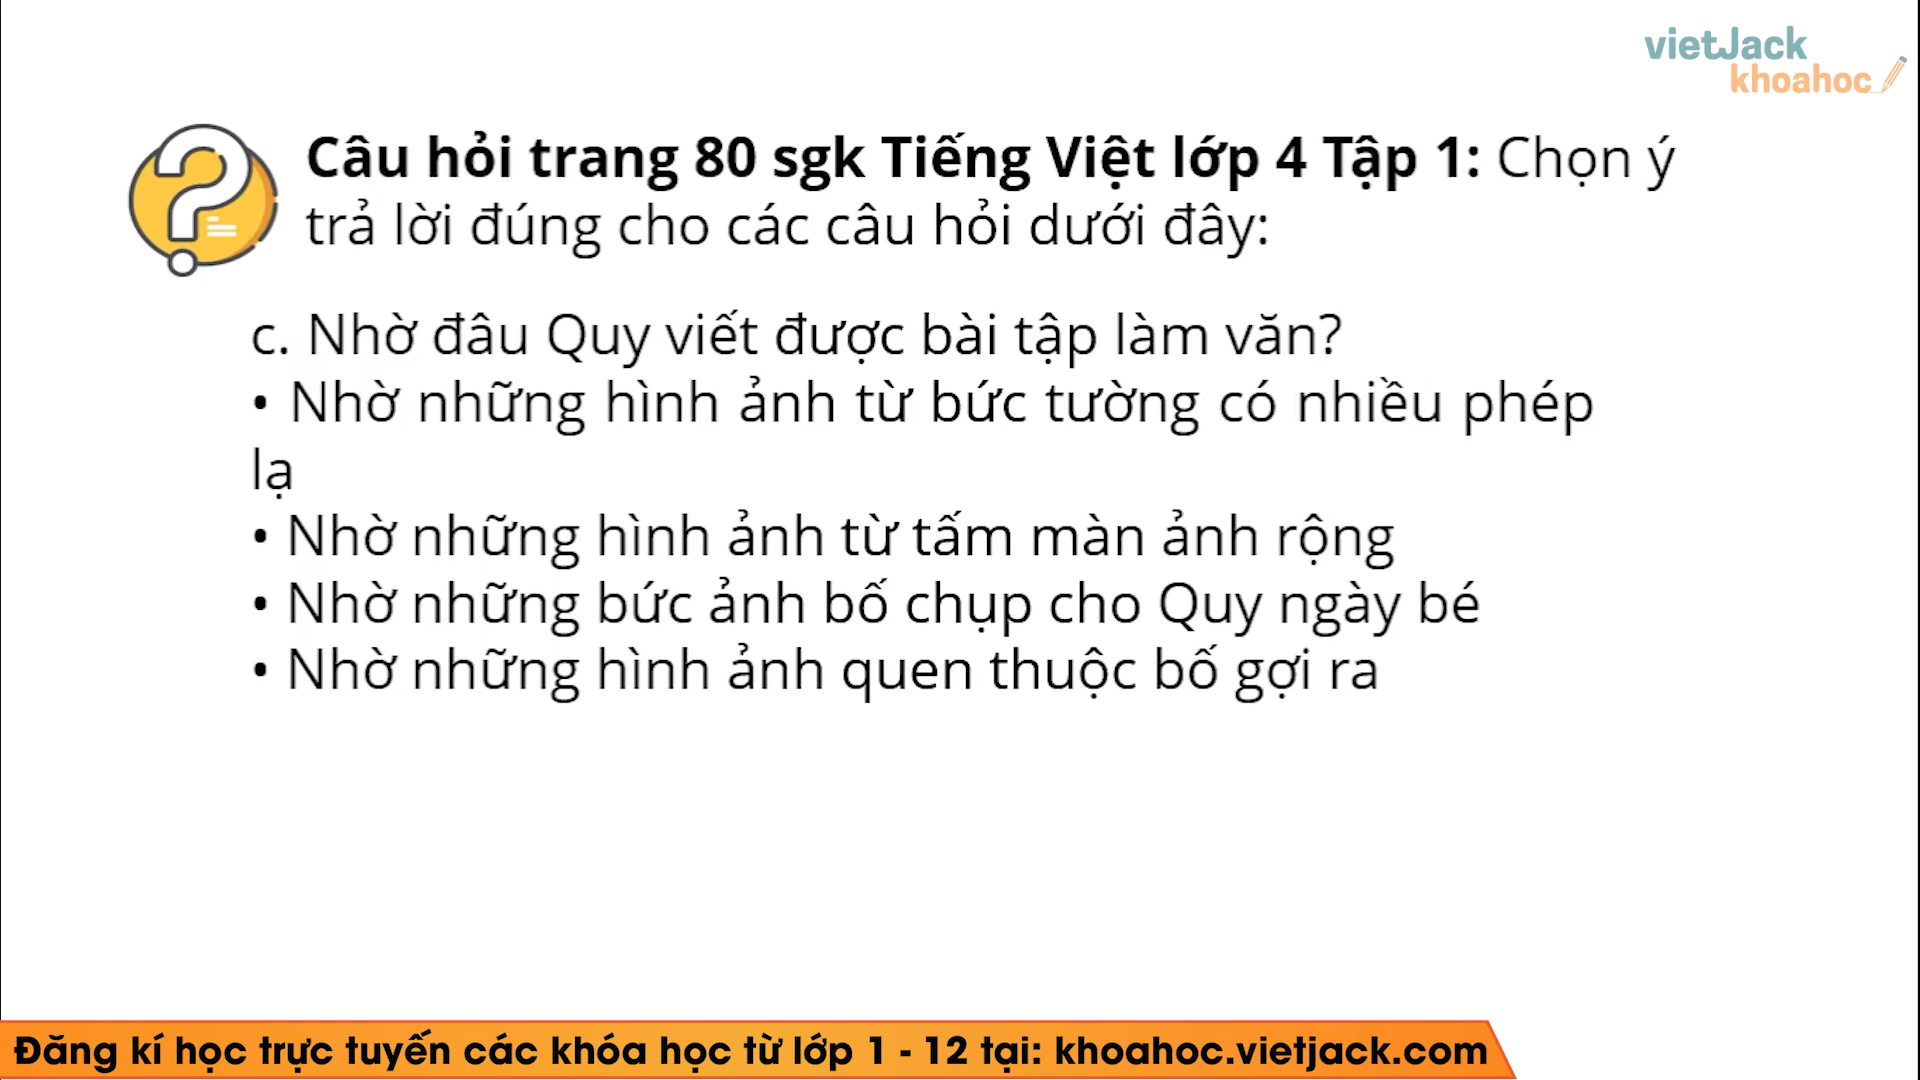 vietJack
khoahoc
Câu hỏi trang 80 sgk Tiếng Việt lớp 4 Tập 1: Chọn ý
trả lời đúng cho các câu hỏi dưới đây:
c. Nhờ đâu Quy viết được bài tập làm văn?
• Nhờ những hình ảnh từ bức tường có nhiều phép
lạ
• Nhờ những hình ảnh từ tấm màn ảnh rộng
• Nhờ những bức ảnh bố chụp cho Quy ngày bé
• Nhờ những hình ảnh quen thuộc bố gợi ra
Đăng kí học trực tuyến các khóa học từ lớp 1 - 12 tại: khoahoc.vietjack.com